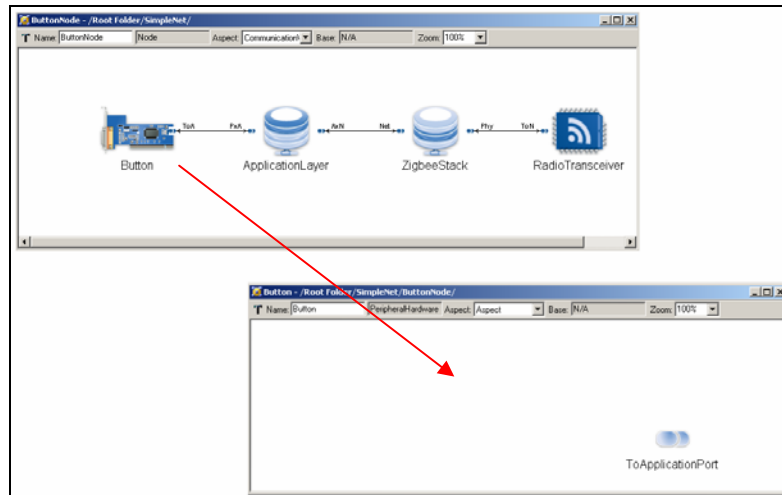 ButtonNode - /Root Folder/SimpleNet/
Name: ButtonNode Node Aspect: Communication Base: N/A Zoom: 100%
ToA FxA AxN Net Phy ToN
Button ApplicationLayer ZigbeeStack RadioTransceiver
Button - /Root Folder/SimpleNet/ButtonNode/
Name: Button PeripheralHardware Aspect: Aspect Base: N/A Zoom: 100%
ToApplicationPort